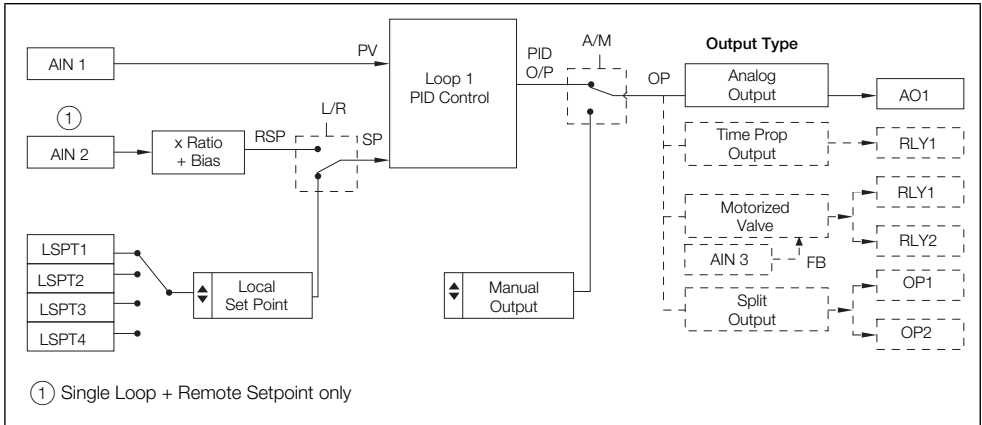 AIN 1
PV
Loop 1
PID Control
PID
O/P
A/M
OP
Output Type
Analog
Output
AO1
1
AIN 2
x Ratio
+ Bias
RSP
L/R
SP
Time Prop
Output
RLY1
Motorized
Valve
RLY1
RLY2
AIN 3
FB
LSPT1
LSPT2
LSPT3
LSPT4
Local
Set Point
Manual
Output
Split
Output
OP1
OP2
1 Single Loop + Remote Setpoint only